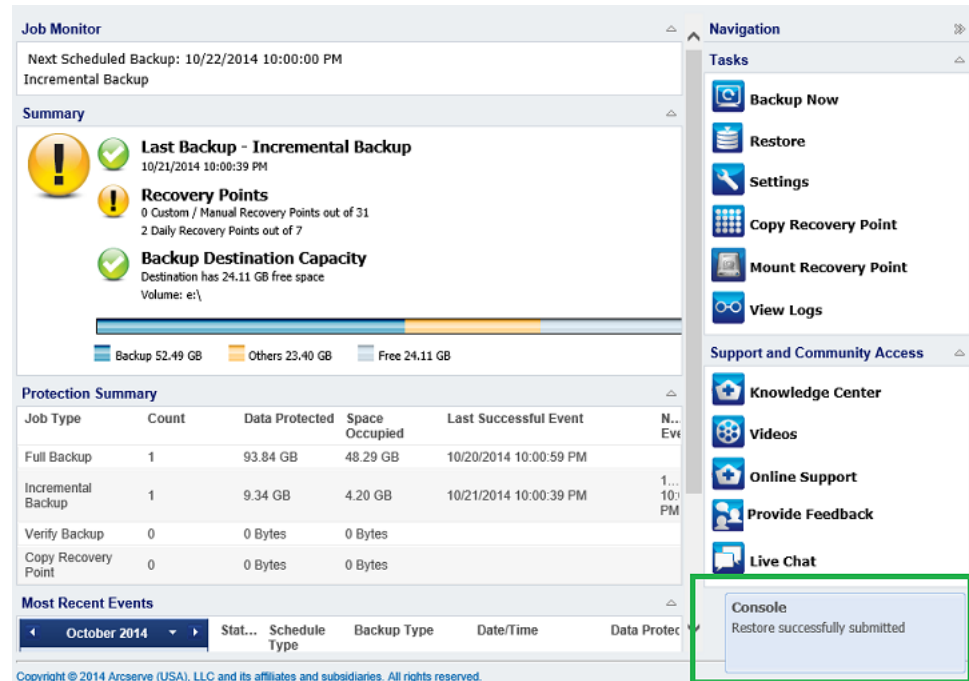 Job Monitor
Next Scheduled Backup: 10/22/2014 10:00:00 PM
Incremental Backup
Summary
Last Backup - Incremental Backup
10/21/2014 10:00:39 PM
Recovery Points
0 Custom / Manual Recovery Points out of 31
2 Daily Recovery Points out of 7
Backup Destination Capacity
Destination has 24.11 GB free space
Volume: e:\
Backup 52.49 GB Others 23.40 GB Free 24.11 GB
Protection Summary
Job Type Count Data Protected Space Occupied Last Successful Event N... Eve
Full Backup 1 93.84 GB 48.29 GB 10/20/2014 10:00:59 PM
Incremental Backup 1 9.34 GB 4.20 GB 10/21/2014 10:00:39 PM 1... 10: PM
Verify Backup 0 0 Bytes 0 Bytes
Copy Recovery Point 0 0 Bytes 0 Bytes
Most Recent Events
October 2014 Stat... Schedule Type Backup Type Date/Time Data Protec
Copyright © 2014 Arcserve (USA), LLC and its affiliates and subsidiaries. All rights reserved.
Navigation
Tasks
Backup Now
Restore
Settings
Copy Recovery Point
Mount Recovery Point
View Logs
Support and Community Access
Knowledge Center
Videos
Online Support
Provide Feedback
Live Chat
Console
Restore successfully submitted